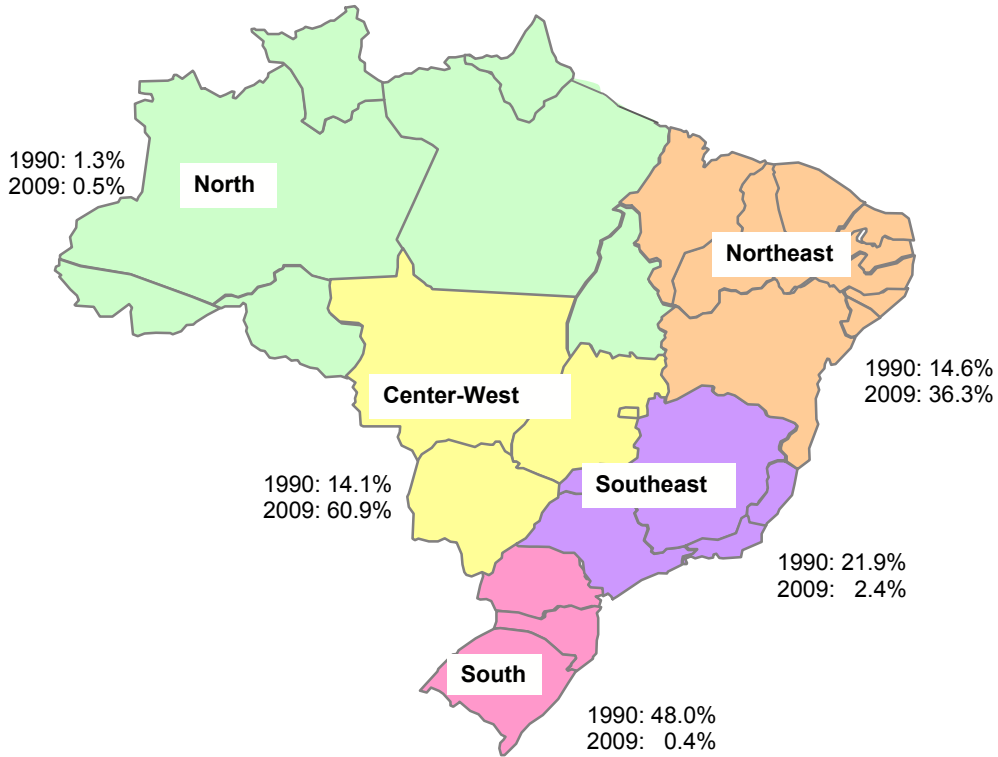 1990: 1.3%
2009: 0.5%
North
Northeast
1990: 14.6%
2009: 36.3%
Center-West
1990: 14.1%
2009: 60.9%
Southeast
1990: 21.9%
2009: 2.4%
South
1990: 48.0%
2009: 0.4%